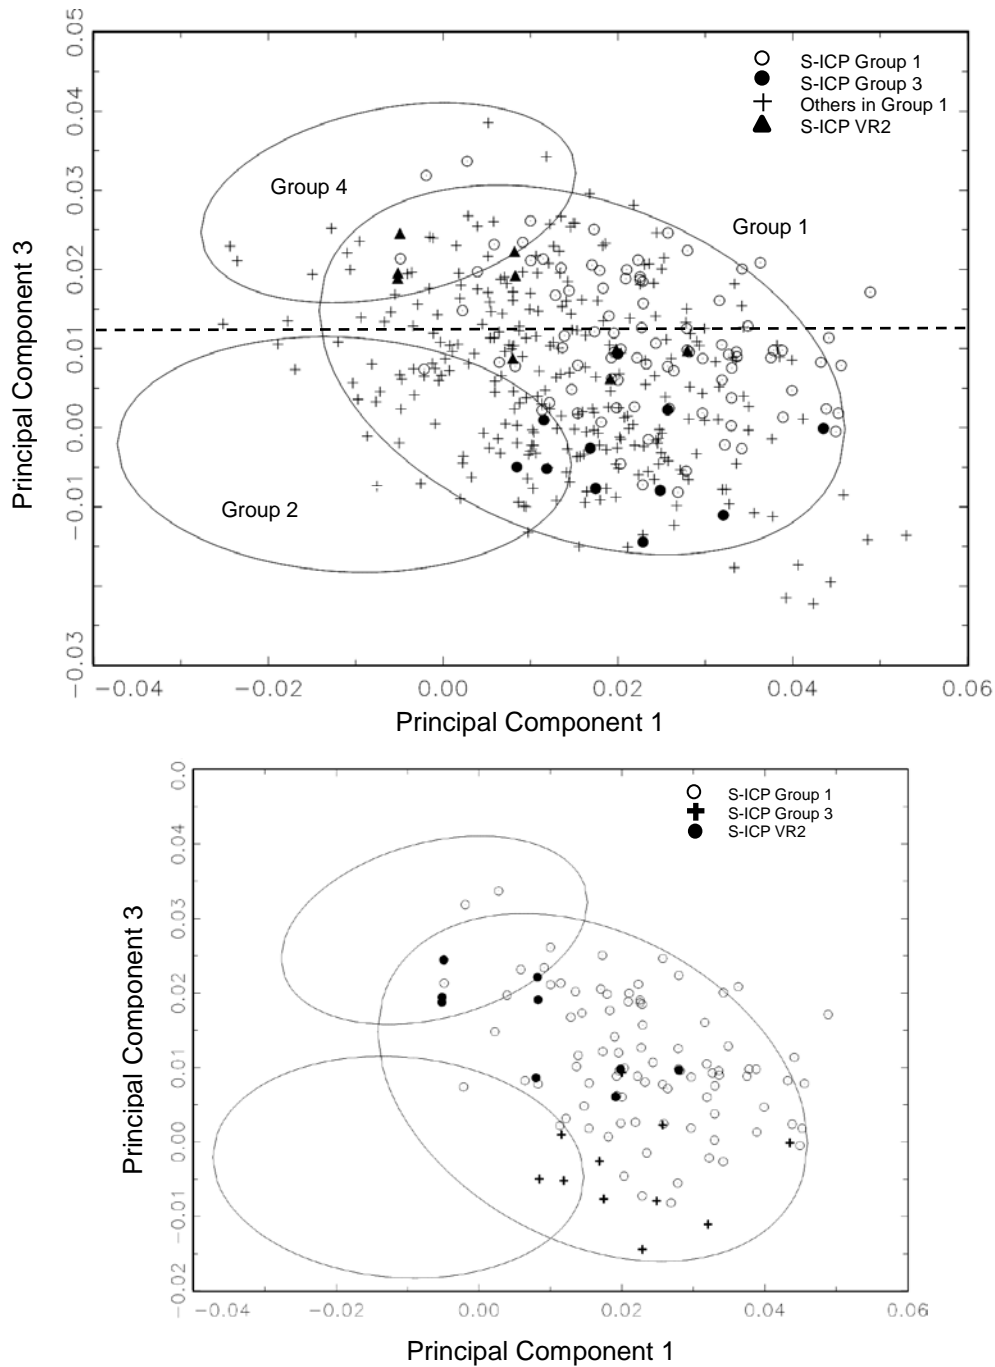 0.05
S-ICP Group 1
S-ICP Group 3
Others in Group 1
S-ICP VR2
0.04
Group 4
0.03
Group 1
0.02
Principal Component 3
0.01
0.00
Group 2
−0.01
−0.03
−0.04 −0.02 0.00 0.02 0.04 0.06
Principal Component 1
0.0
S-ICP Group 1
S-ICP Group 3
S-ICP VR2
0.04
0.03
0.02
Principal Component 3
0.01
0.00
−0.01
0.02
−0.04 −0.02 0.00 0.02 0.04 0.06
Principal Component 1